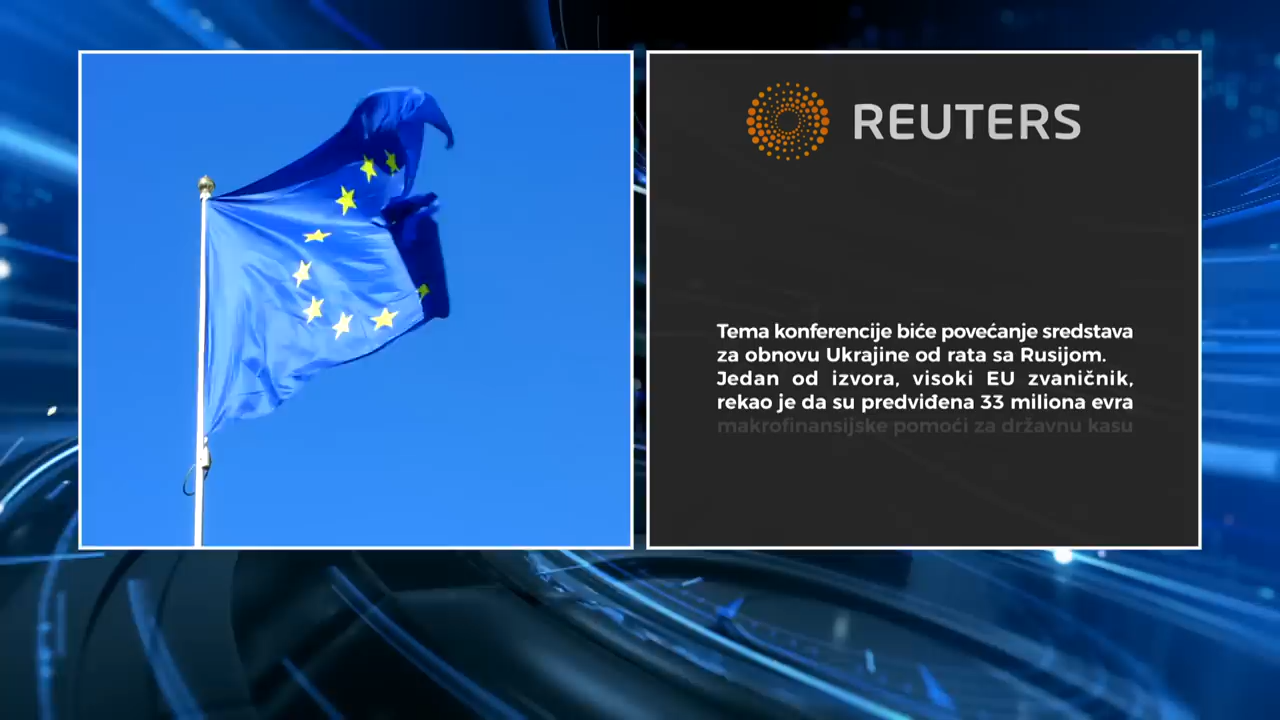 REUTERS
Tema konferencije biće povećanje sredstava
za obnovu Ukrajine od rata sa Rusijom.
Jedan od izvora, visoki EU zvaničnik,
rekao je da su predviđena 33 miliona evra
makrofinansijske pomoći za državnu kasu